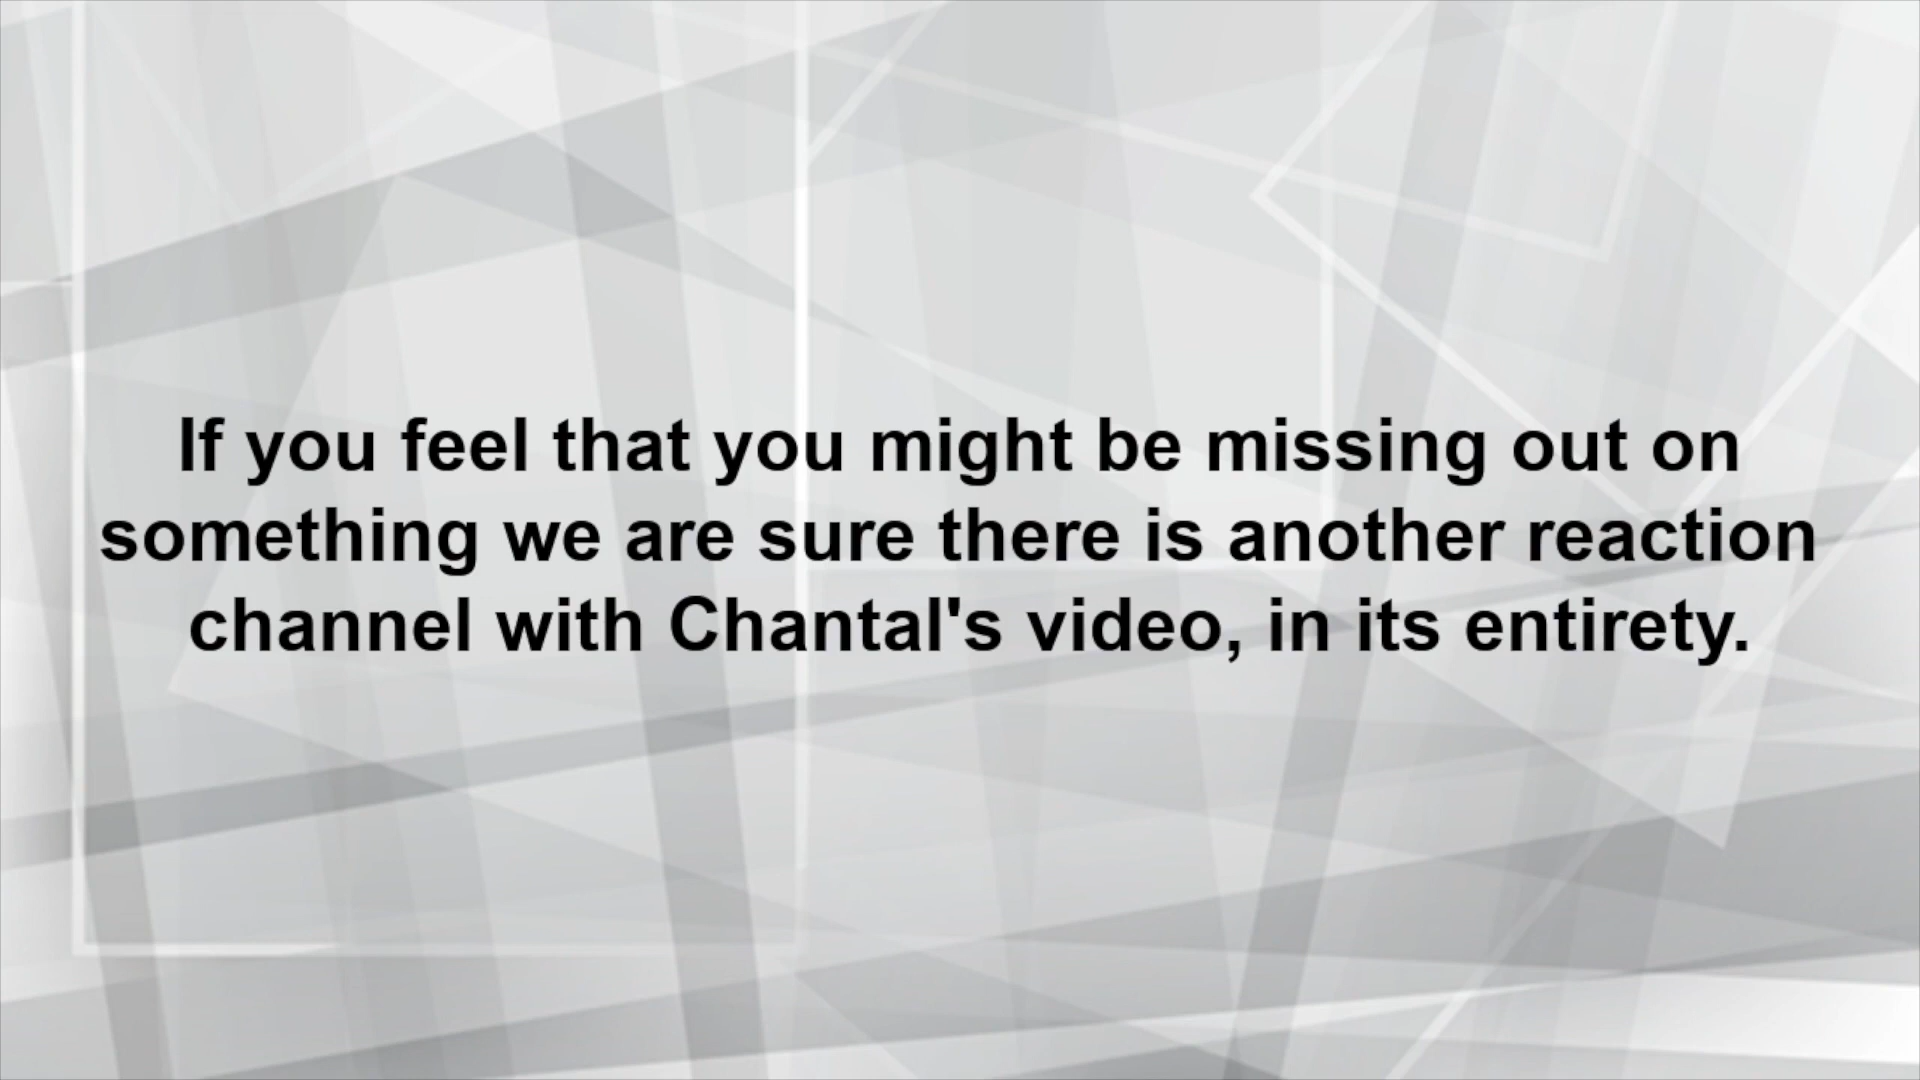 If you feel that you might be missing out on
something we are sure there is another reaction
channel with Chantal's video, in its entirety.